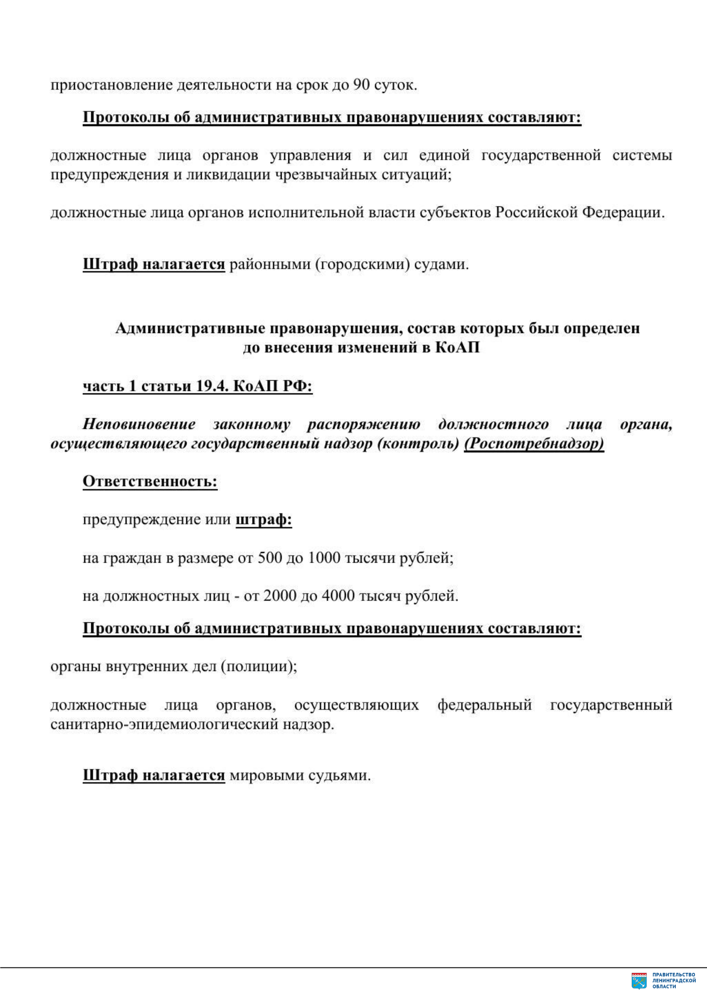 приостановление деятельности на срок до 90 суток.
Протоколы об административных правонарушениях составляют:
должностные лица органов управления и сил единой государственной системы
предупреждения и ликвидации чрезвычайных ситуаций;
должностные лица органов исполнительной власти субъектов Российской Федерации.
Штраф налагается районными (городскими) судами.
Административные правонарушения, состав которых был определен
до внесения изменений в КоАП
часть 1 статьи 19.4. КоАП РФ:
Неповиновение законному распоряжению должностного лица органа,
осуществляющего государственный надзор (контроль) (Роспотребнадзор)
Ответственность:
предупреждение или штраф:
на граждан в размере от 500 до 1000 тысячи рублей;
на должностных лиц - от 2000 до 4000 тысяч рублей.
Протоколы об административных правонарушениях составляют:
органы внутренних дел (полиции);
должностные лица органов, осуществляющих федеральный государственный
санитарно-эпидемиологический надзор.
Штраф налагается мировыми судьями.
ПРАВИТЕЛЬСТВО
ЛЕНИНГРАДСКОЙ
ОБЛАСТИ